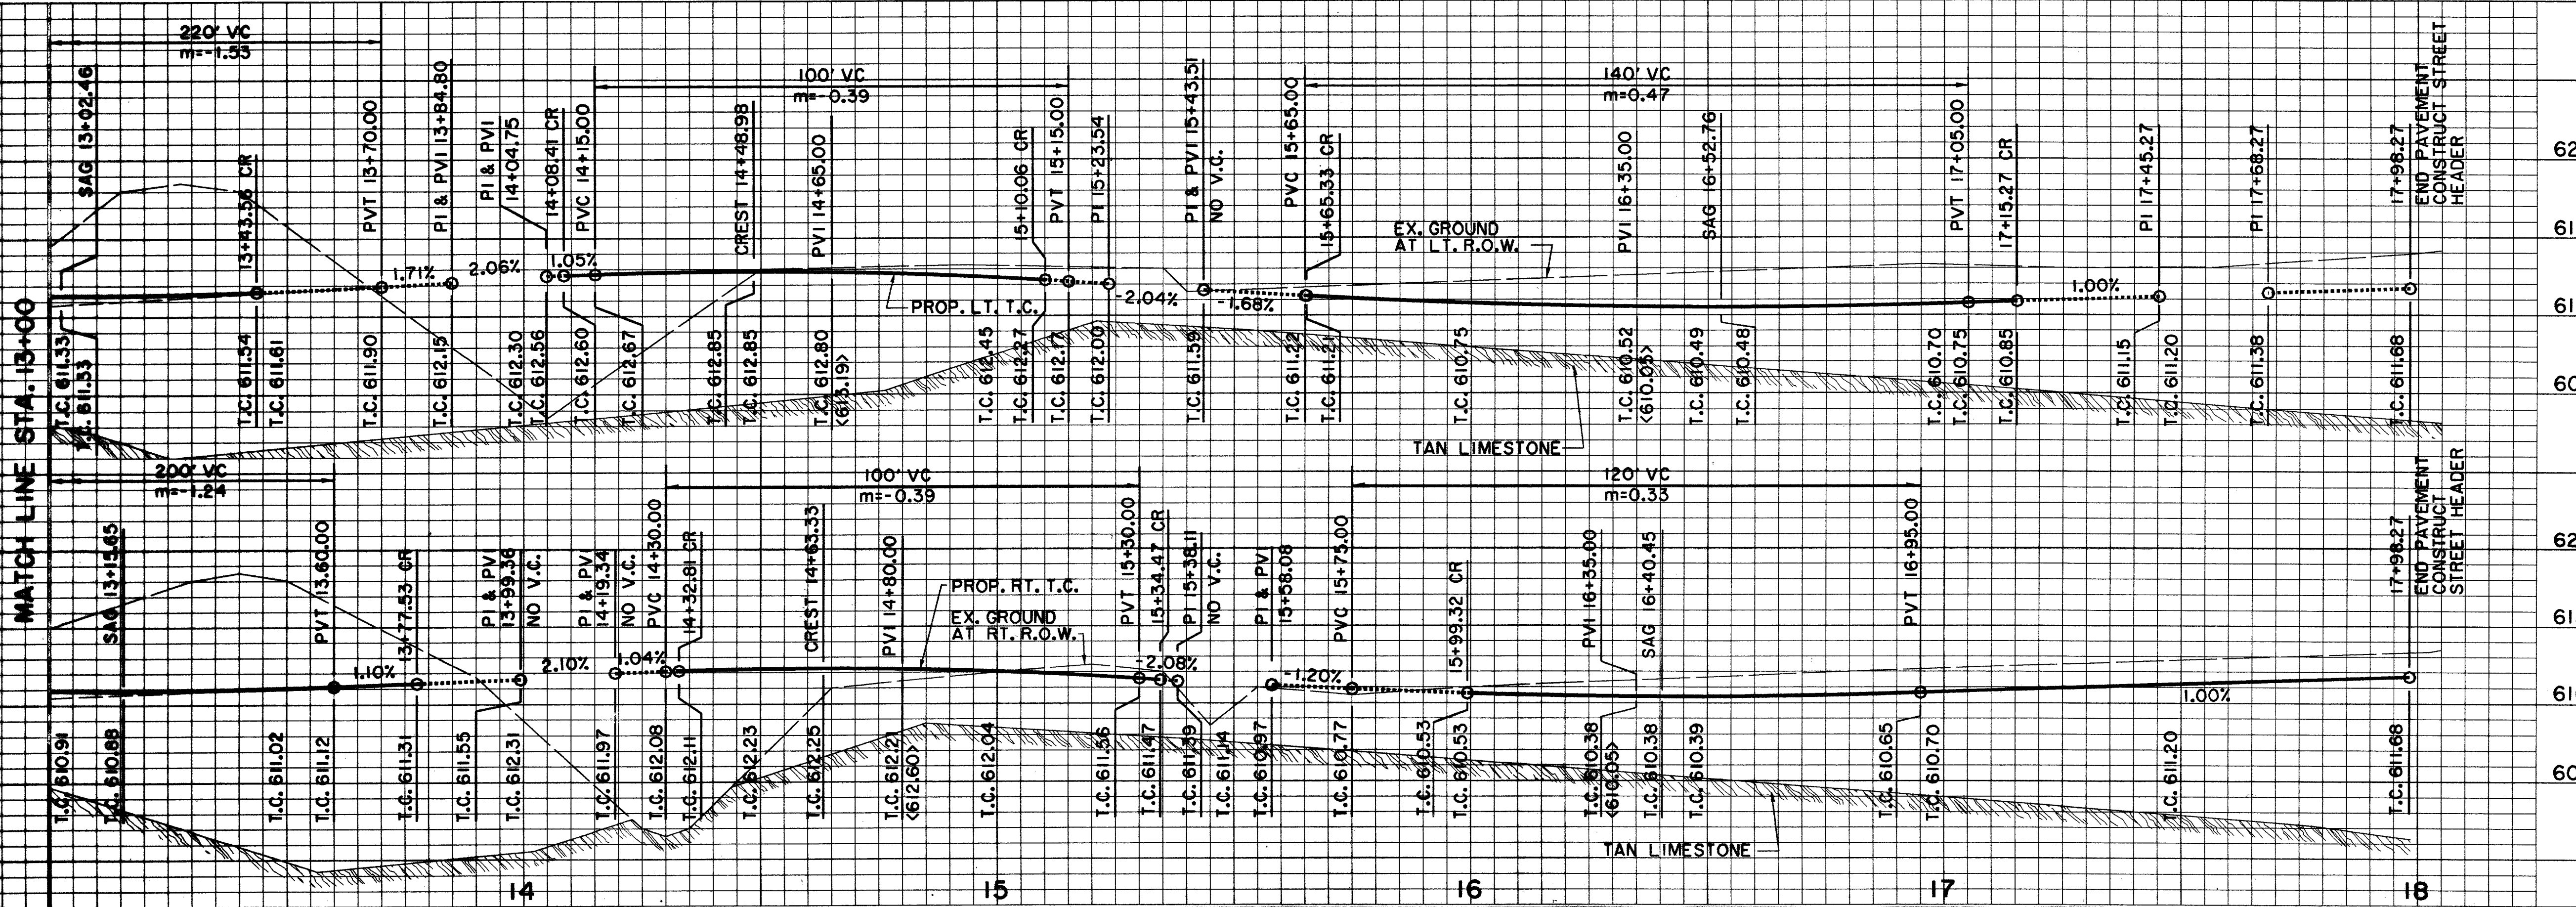 MATCH LINE STA. 13+00
220' VC
m=-1.53
SAG 13+02.46
13+43.56 CR
PVT 13+70.00
PI & PVI 13+84.80
PI & PVI
14+04.75
14+08.41 CR
PVC 14+15.00
100' VC
m=-0.39
CREST 14+48.98
PVI 14+65.00
15+10.06 CR
PVT 15+15.00
PI 15+23.54
PI & PVI 15+43.51
NO V.C.
PVC 15+65.00
15+65.33 CR
140' VC
m=0.47
EX. GROUND
AT LT. R.O.W.
PVI 16+35.00
SAG 16+52.76
PVT 17+05.00
17+15.27 CR
PI 17+45.27
PI 17+68.27
17+98.27
END PAVEMENT
CONSTRUCT STREET
HEADER
1.71%
2.06%
1.05%
PROP. LT. T.C.
-2.04%
-1.68%
1.00%
T.C. 611.33
T.C. 611.33
T.C. 611.54
T.C. 611.61
T.C. 611.90
T.C. 612.15
T.C. 612.30
T.C. 612.56
T.C. 612.60
T.C. 612.67
T.C. 612.85
T.C. 612.85
T.C. 612.80
<613.19>
T.C. 612.45
T.C. 612.27
T.C. 612.17
T.C. 612.00
T.C. 611.59
T.C. 611.22
T.C. 611.21
T.C. 610.75
T.C. 610.52
<610.05>
T.C. 610.49
T.C. 610.48
T.C. 610.70
T.C. 610.75
T.C. 610.85
T.C. 611.15
T.C. 611.20
T.C. 611.38
T.C. 611.68
TAN LIMESTONE
62
61
61
60
200' VC
m=-1.24
SAG 13+15.65
PVT 13.60.00
13+77.53 CR
PI & PVI
13+99.36
NO V.C.
PI & PVI
14+19.34
NO V.C.
PVC 14+30.00
14+32.81 CR
100' VC
m=-0.39
CREST 14+63.33
PVI 14+80.00
PROP. RT. T.C.
EX. GROUND
AT RT. R.O.W.
PVT 15+30.00
15+34.47 CR
PI 15+38.11
NO V.C.
PI & PVI
15+58.08
PVC 15+75.00
120' VC
m=0.33
15+99.32 CR
PVI 16+35.00
SAG 16+40.45
PVT 16+95.00
17+98.27
END PAVEMENT
CONSTRUCT
STREET HEADER
1.10%
2.10%
1.04%
-2.08%
-1.20%
1.00%
T.C. 610.91
T.C. 610.88
T.C. 611.02
T.C. 611.12
T.C. 611.31
T.C. 611.55
T.C. 612.31
T.C. 611.97
T.C. 612.08
T.C. 612.11
T.C. 612.23
T.C. 612.25
T.C. 612.21
<612.60>
T.C. 612.04
T.C. 611.56
T.C. 611.47
T.C. 611.39
T.C. 611.14
T.C. 610.97
T.C. 610.77
T.C. 610.53
T.C. 610.53
T.C. 610.38
<610.05>
T.C. 610.38
T.C. 610.39
T.C. 610.65
T.C. 610.70
T.C. 611.20
T.C. 611.68
TAN LIMESTONE
62
61
61
60
14
15
16
17
18